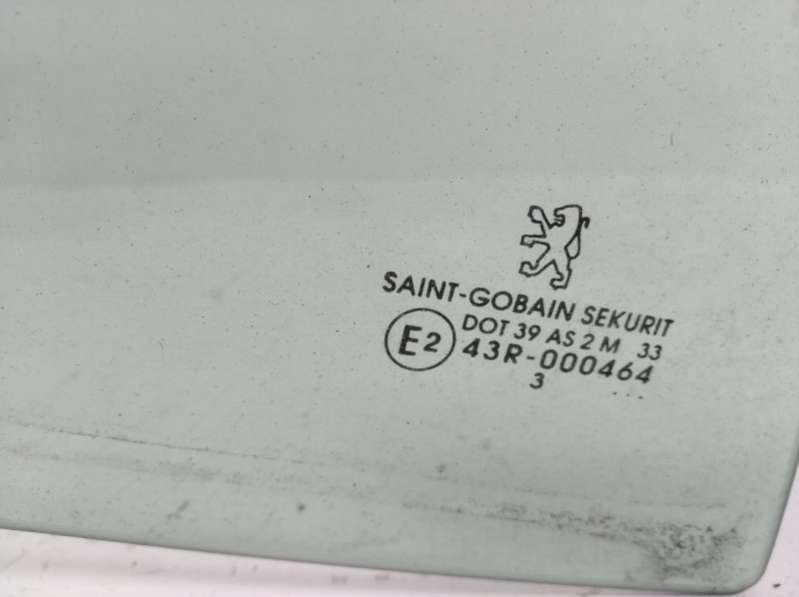 SAINT-GOBAIN SEKURIT
DOT 39 AS 2 M 33
E2 43R-000464
3